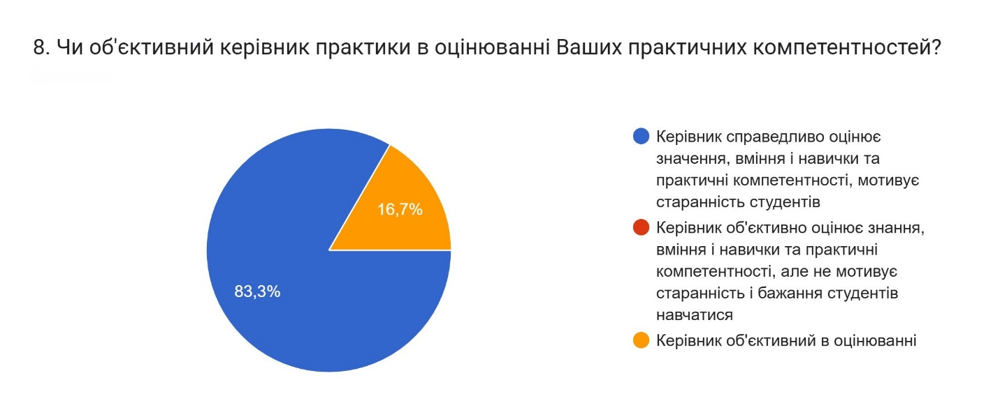 8. Чи об'єктивний керівник практики в оцінюванні Ваших практичних компетентностей?
Керівник справедливо оцінює
значення, вміння і навички та
практичні компетентності, мотивує
старанність студентів
Керівник об'єктивно оцінює знання,
вміння і навички та практичні
компетентності, але не мотивує
старанність і бажання студентів
навчатися
Керівник об'єктивний в оцінюванні
16,7%
83,3%